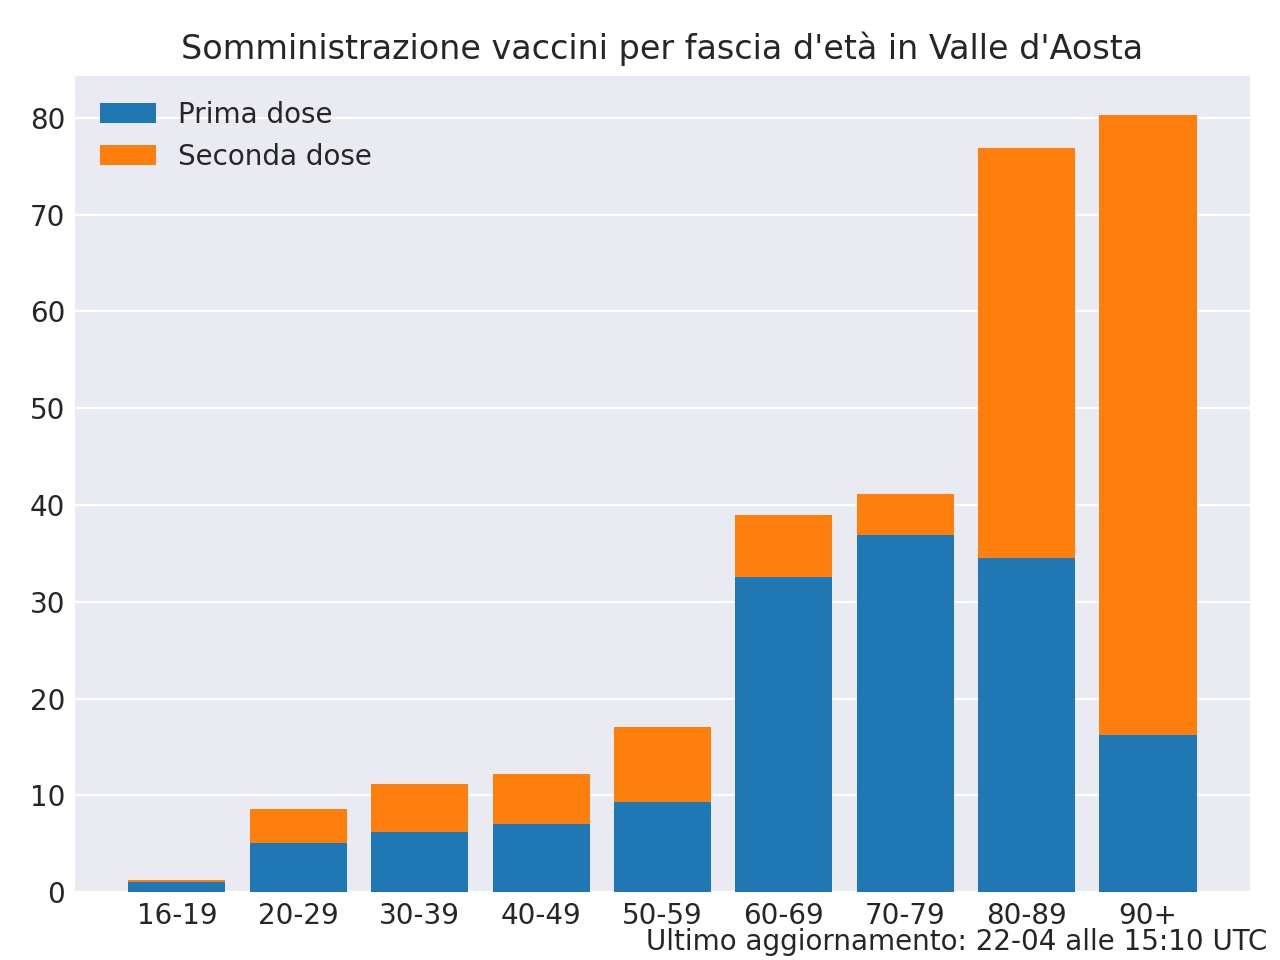 Somministrazione vaccini per fascia d'età in Valle d'Aosta
Prima dose
Seconda dose
80
70
60
50
40
30
20
10
0
16-19 20-29 30-39 40-49 50-59 60-69 70-79 80-89 90+
Ultimo aggiornamento: 22-04 alle 15:10 UTC